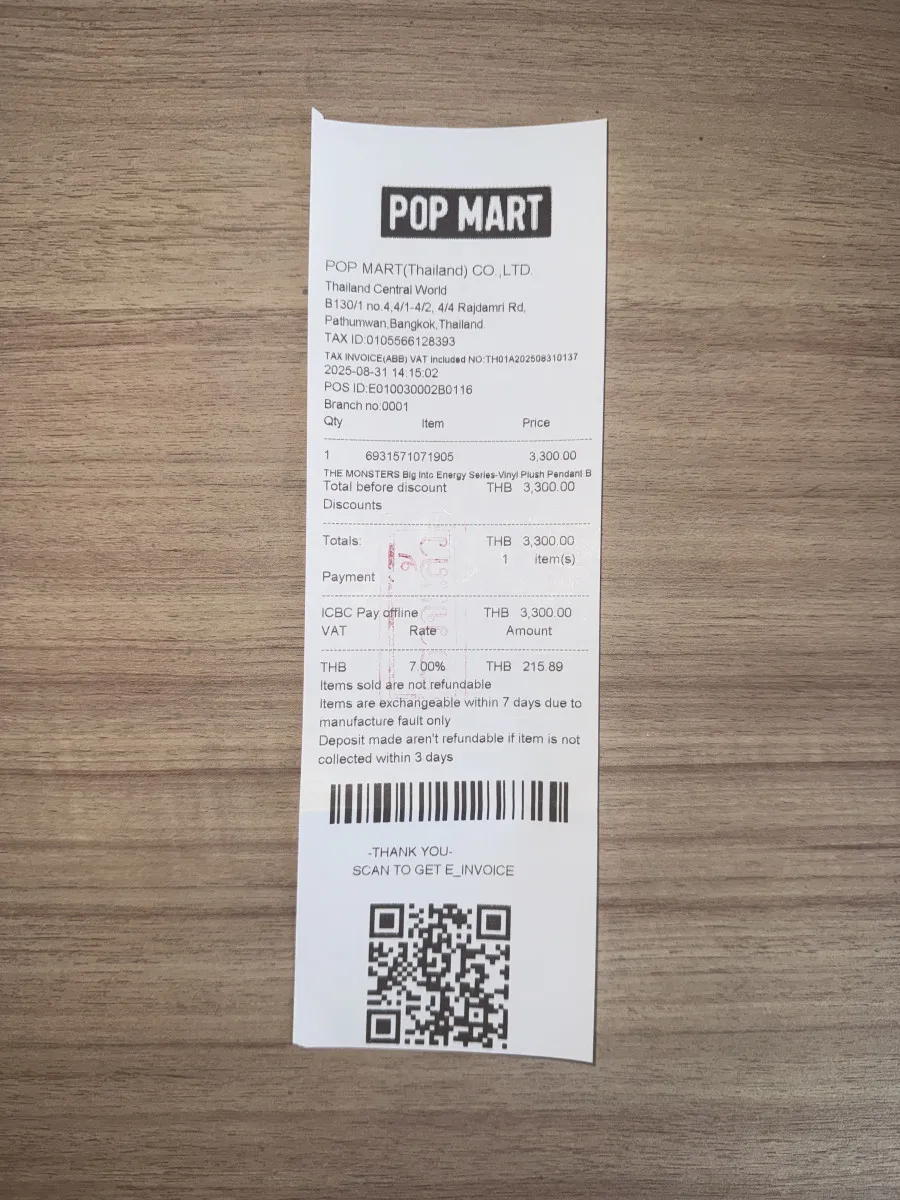 POP MART
POP MART(Thailand) CO.,LTD.
Thailand Central World
B130/1 no.4,4/1-4/2, 4/4 Rajdamri Rd,
Pathumwan,Bangkok,Thailand.
TAX ID:0105566128393
TAX INVOICE(ABB) VAT included NO:TH01A202508310137
2025-08-31 14:15:02
POS ID:E010030002B0116
Branch no:0001
Qty Item Price
1 6931571071905 3,300.00
THE MONSTERS Big Into Energy Series-Vinyl Plush Pendant B
Total before discount THB 3,300.00
Discounts
Totals: THB 3,300.00
1 item(s)
Payment
ICBC Pay offline THB 3,300.00
VAT Rate Amount
THB 7.00% THB 215.89
Items sold are not refundable
Items are exchangeable within 7 days due to
manufacture fault only
Deposit made aren't refundable if item is not
collected within 3 days
-THANK YOU-
SCAN TO GET E_INVOICE